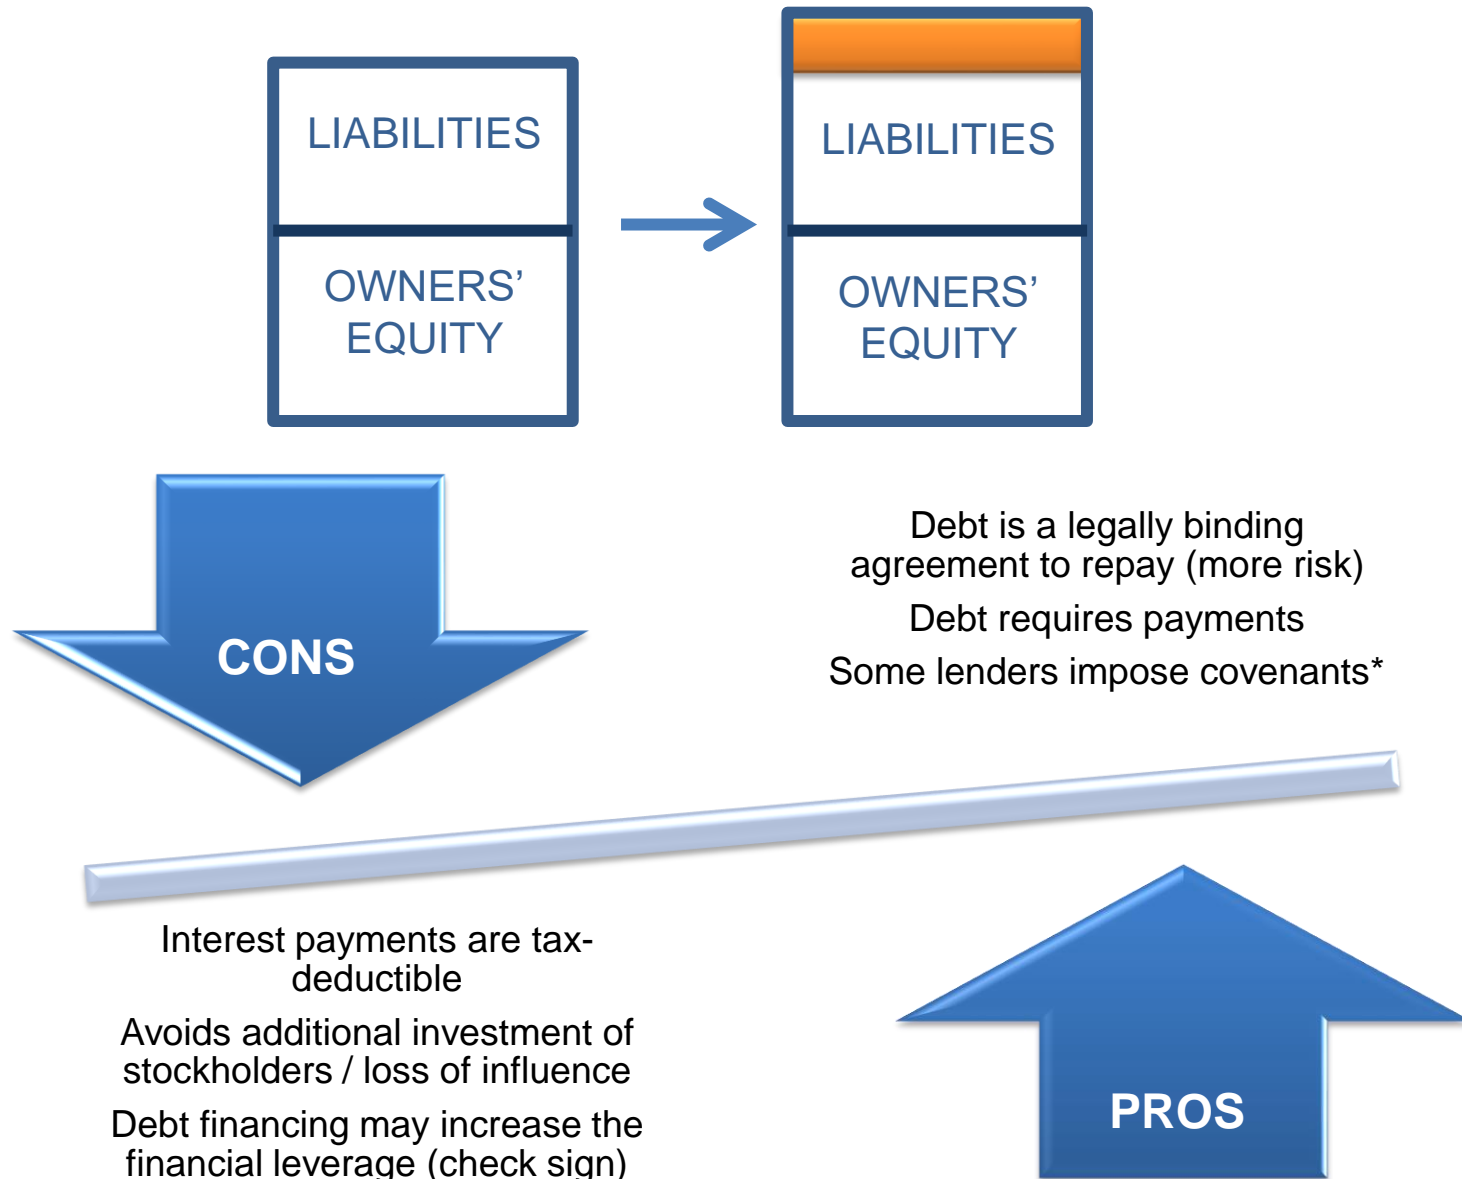 LIABILITIES
OWNERS’
EQUITY
LIABILITIES
OWNERS’
EQUITY
CONS
Debt is a legally binding
agreement to repay (more risk)
Debt requires payments
Some lenders impose covenants*
Interest payments are tax-
deductible
Avoids additional investment of
stockholders / loss of influence
Debt financing may increase the
financial leverage (check sign)
PROS